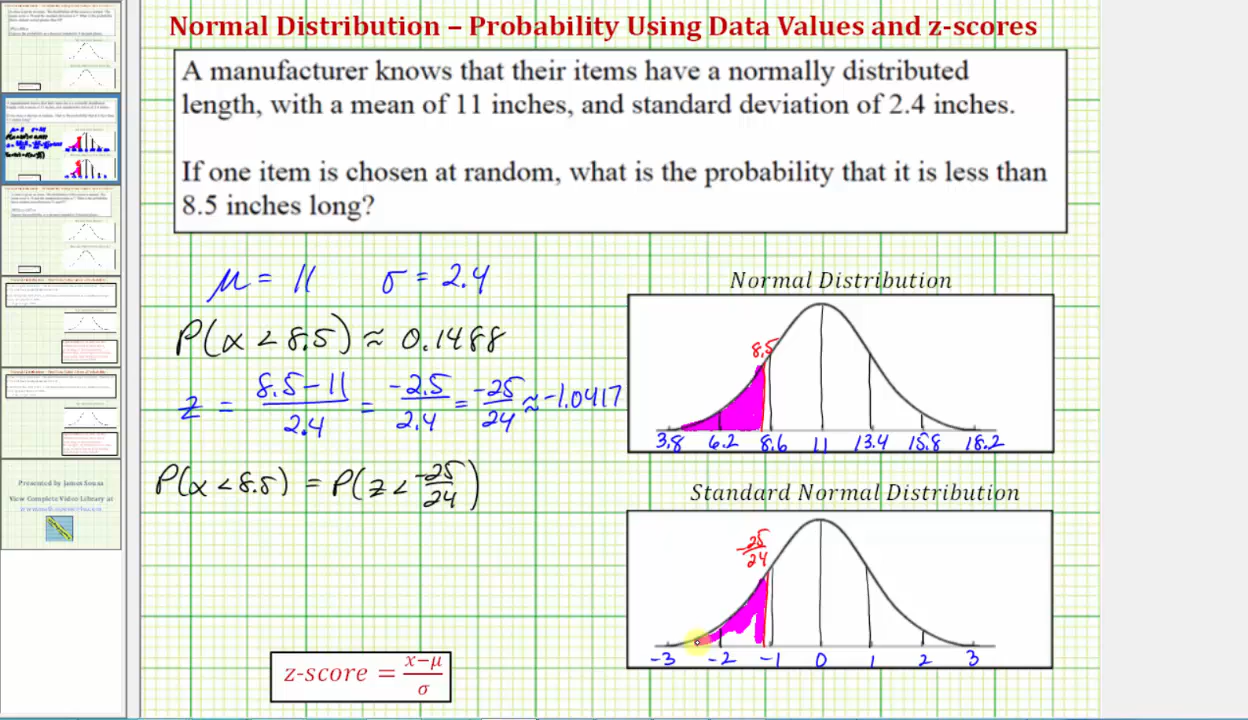 Normal Distribution – Probability Using Data Values and z-scores
A manufacturer knows that their items have a normally distributed
length, with a mean of 11 inches, and standard deviation of 2.4 inches.
If one item is chosen at random, what is the probability that it is less than
8.5 inches long?
μ = 11 σ = 2.4
P(x < 8.5) ≈ 0.1488
z = (8.5 - 11)/2.4 = -2.5/2.4 = -25/24 ≈ -1.0417
P(x < 8.5) = P(z < -25/24)
z-score = (x−μ)/σ
Normal Distribution
8.5
3.8 6.2 8.6 11 13.4 15.8 18.2
Standard Normal Distribution
-25/24
-3 -2 -1 0 1 2 3
Presented by James Sousa
View Complete Video Library at